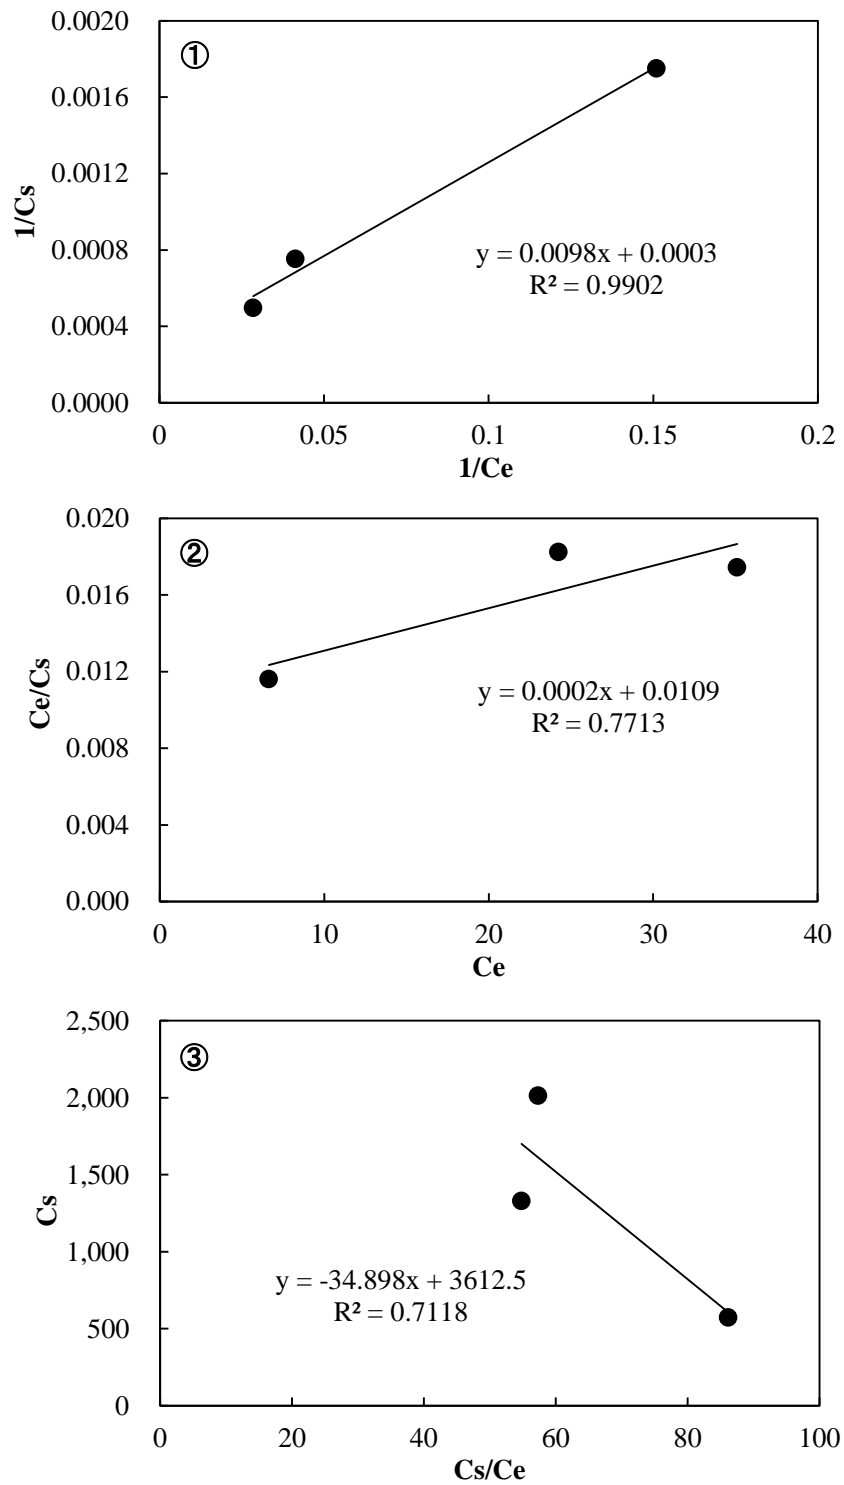 ①
0.0020
0.0016
0.0012
0.0008
0.0004
0.0000
1/Cs
y = 0.0098x + 0.0003
R² = 0.9902
0 0.05 0.1 0.15 0.2
1/Ce
②
0.020
0.016
0.012
0.008
0.004
0.000
Ce/Cs
y = 0.0002x + 0.0109
R² = 0.7713
0 10 20 30 40
Ce
③
2,500
2,000
1,500
1,000
500
0
Cs
y = -34.898x + 3612.5
R² = 0.7118
0 20 40 60 80 100
Cs/Ce